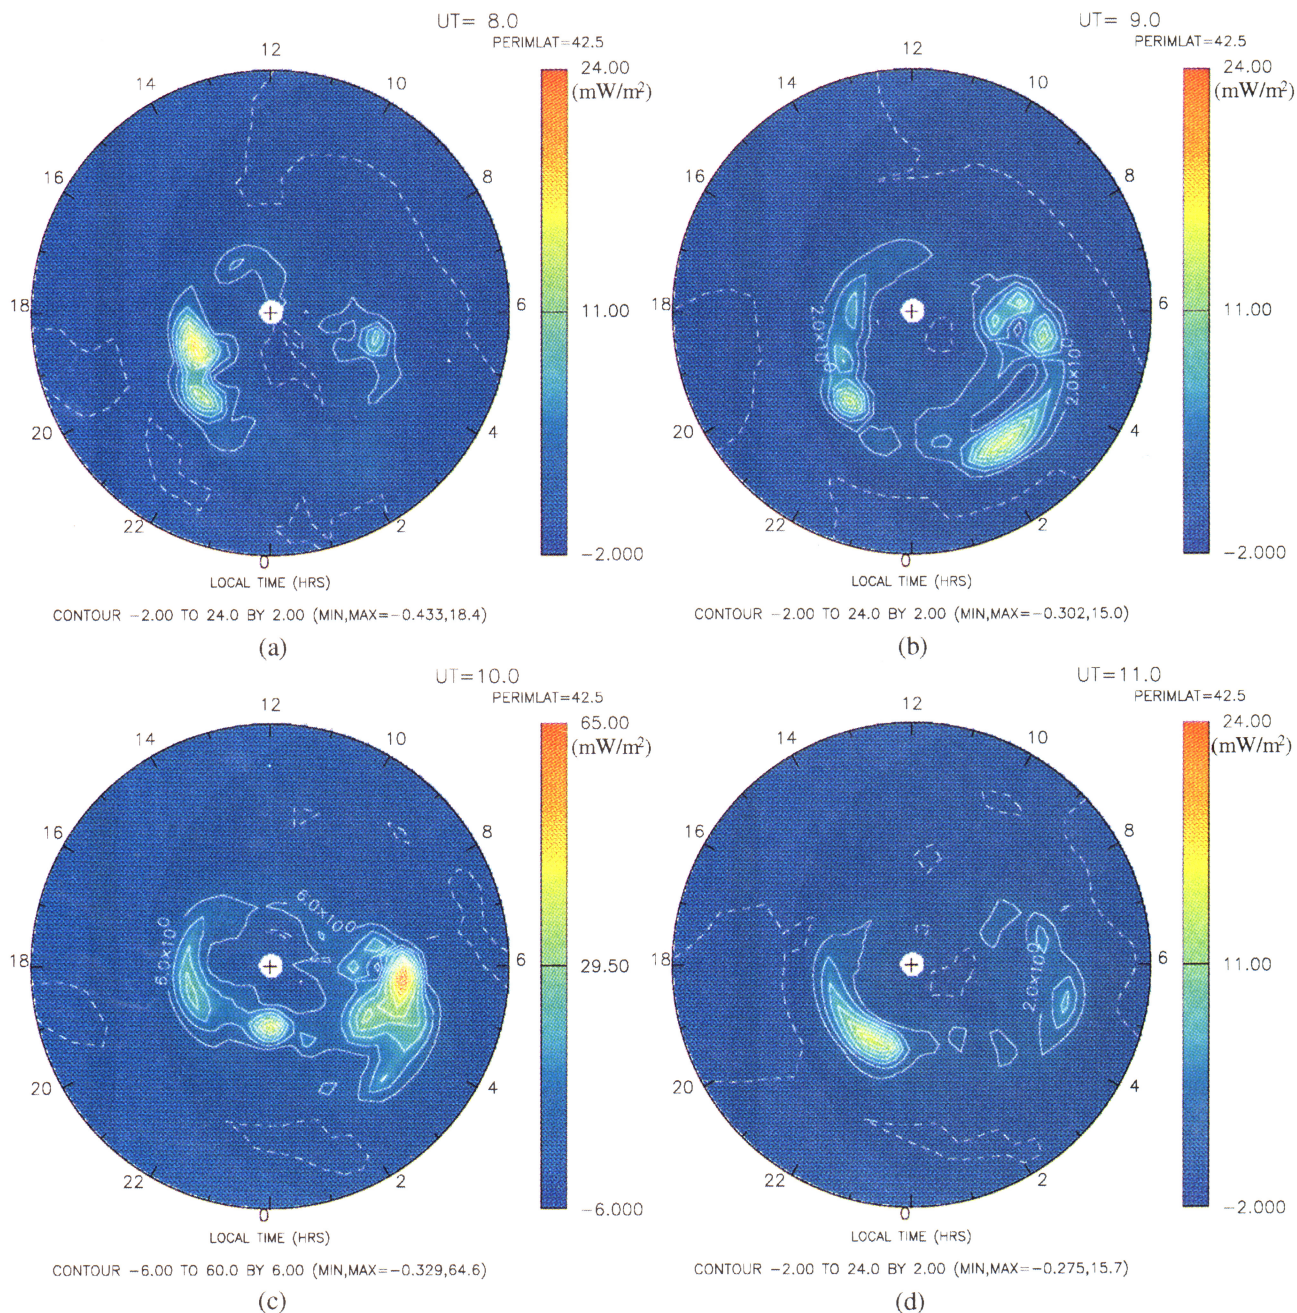 UT= 8.0
PERIMLAT=42.5
12
14
10
16
8
18
6
20
4
22
2
0
24.00
(mW/m²)
11.00
-2.000
LOCAL TIME (HRS)
CONTOUR -2.00 TO 24.0 BY 2.00 (MIN,MAX=-0.433,18.4)
(a)
UT= 9.0
PERIMLAT=42.5
12
14
10
16
8
18
6
20
4
22
2
0
2.0×10⁰
2.0×10⁰
24.00
(mW/m²)
11.00
-2.000
LOCAL TIME (HRS)
CONTOUR -2.00 TO 24.0 BY 2.00 (MIN,MAX=-0.302,15.0)
(b)
UT=10.0
PERIMLAT=42.5
12
14
10
16
8
18
6
20
4
22
2
0
6.0×10⁰
6.0×10⁰
65.00
(mW/m²)
29.50
-6.000
LOCAL TIME (HRS)
CONTOUR -6.00 TO 60.0 BY 6.00 (MIN,MAX=-0.329,64.6)
(c)
UT=11.0
PERIMLAT=42.5
12
14
10
16
8
18
6
20
4
22
2
0
2.0×10⁰
24.00
(mW/m²)
11.00
-2.000
LOCAL TIME (HRS)
CONTOUR -2.00 TO 24.0 BY 2.00 (MIN,MAX=-0.275,15.7)
(d)